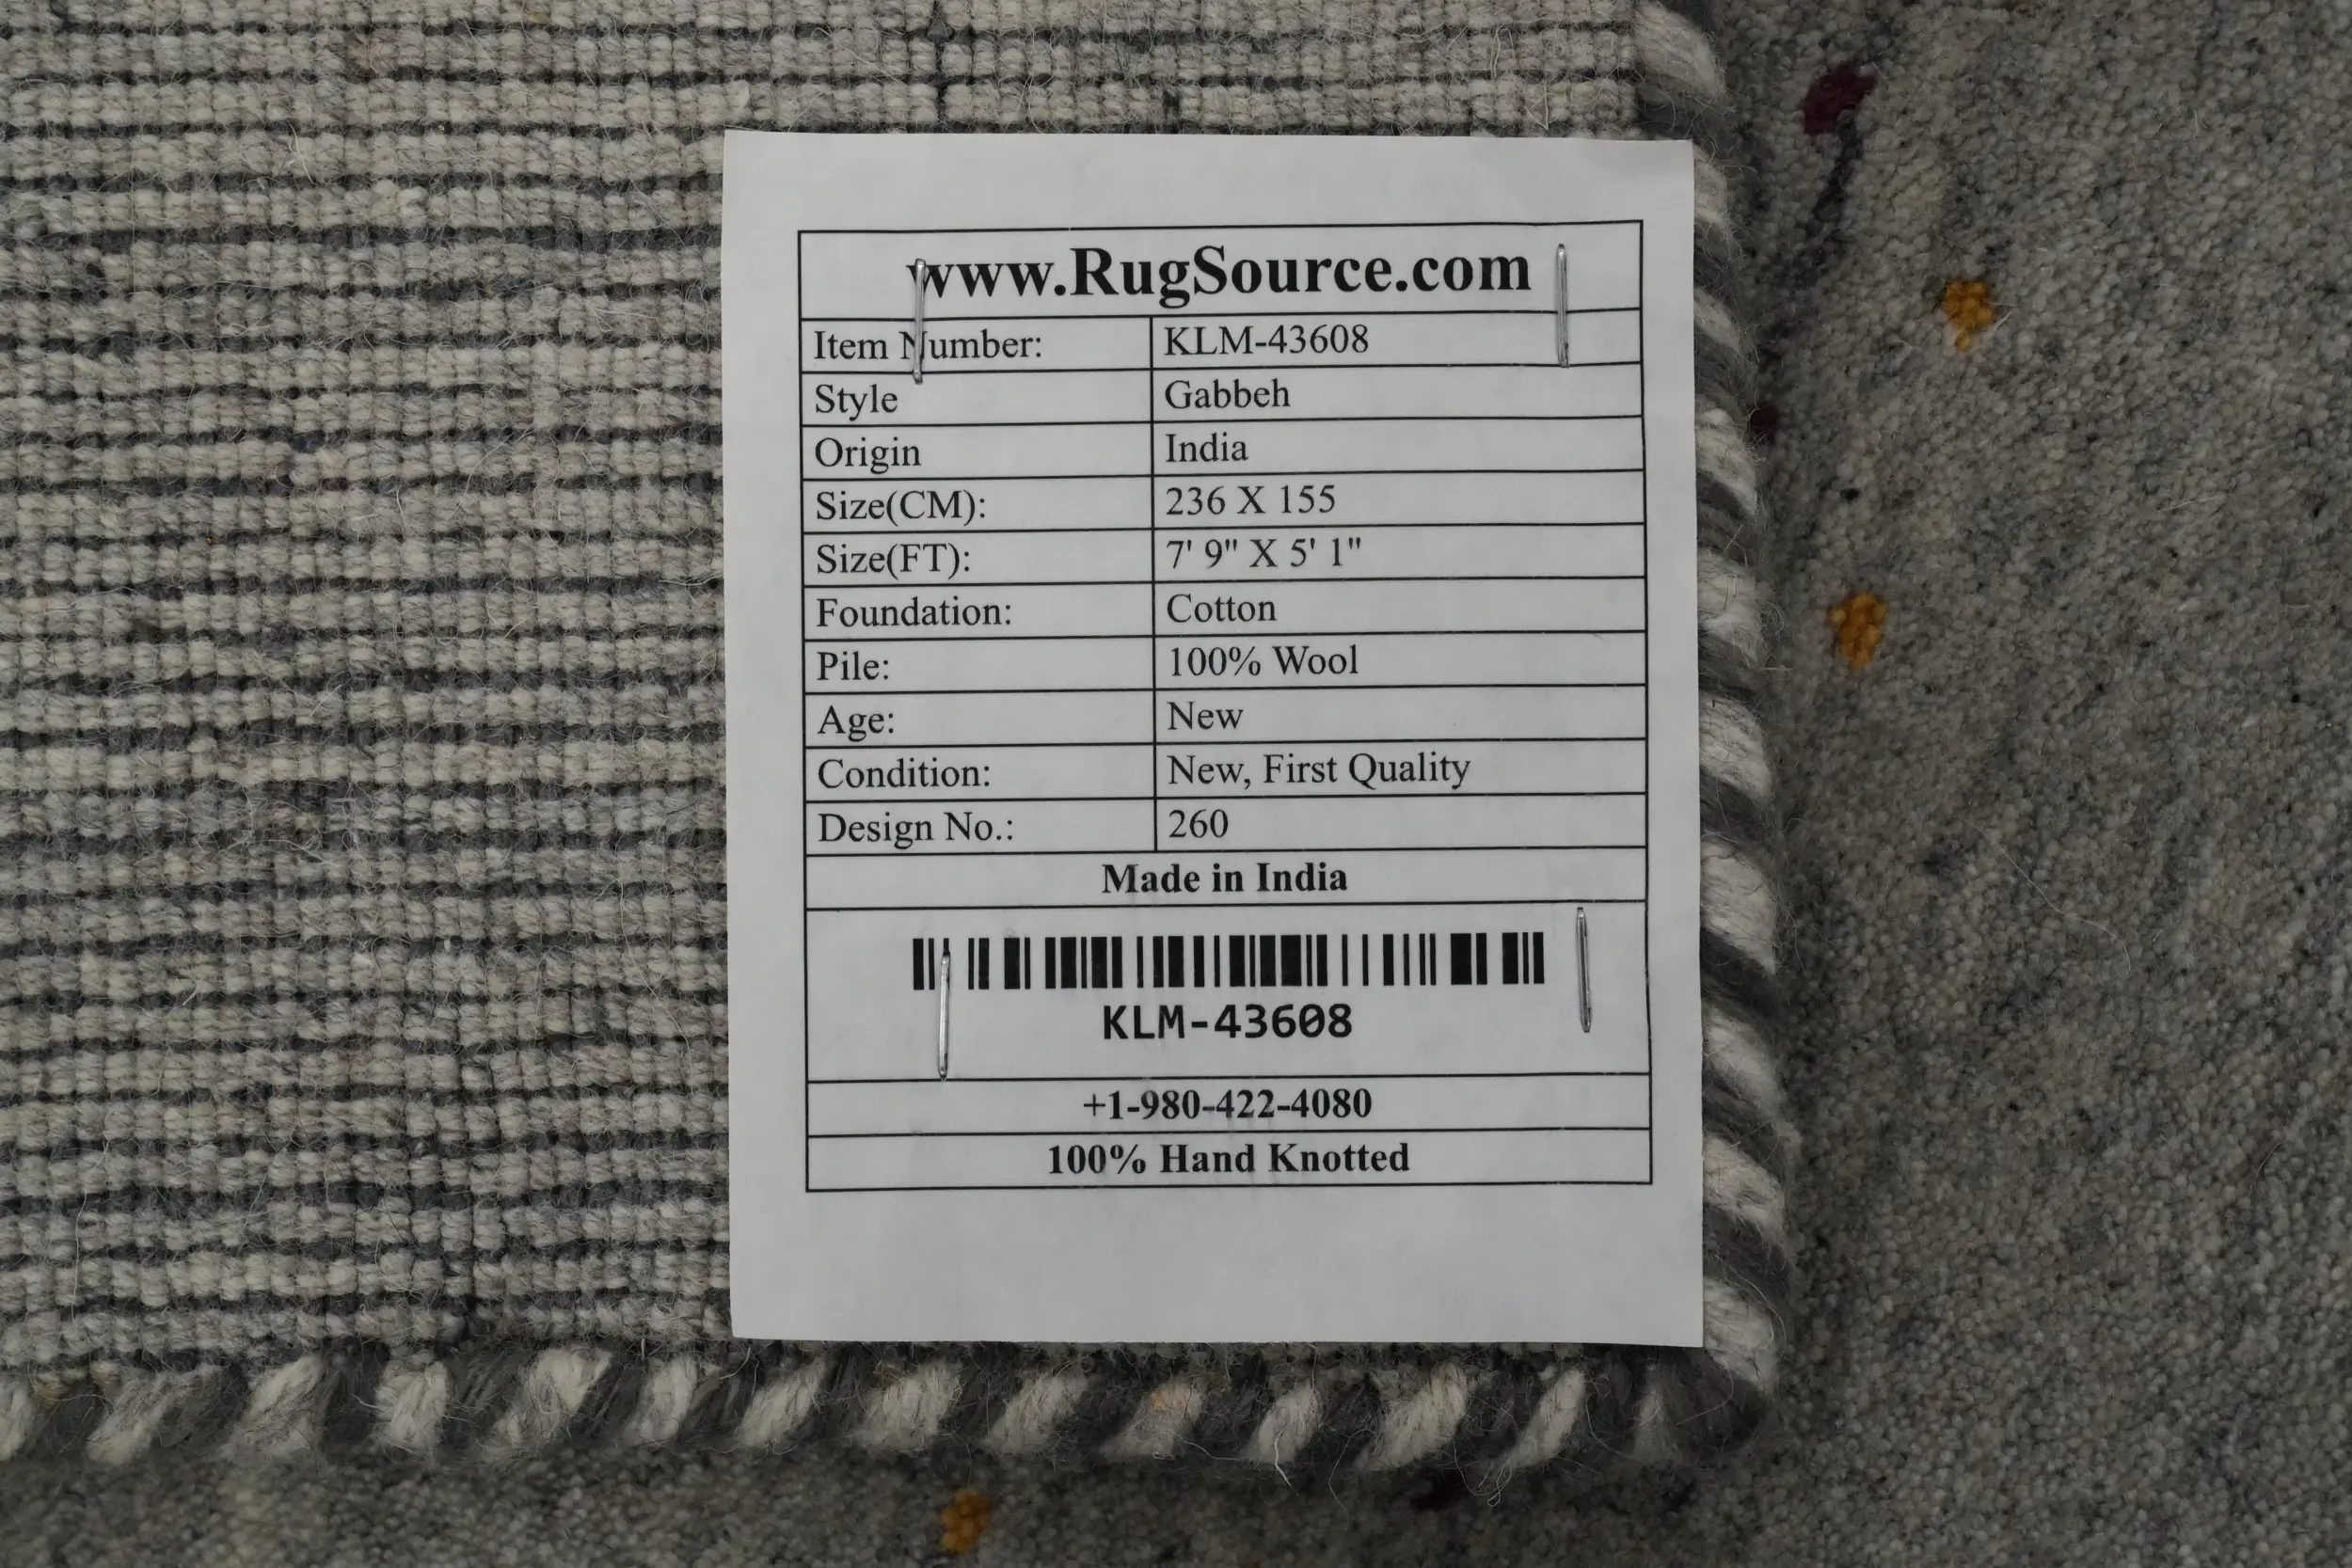 www.RugSource.com
Item Number: KLM-43608
Style Gabbeh
Origin India
Size(CM): 236 X 155
Size(FT): 7' 9" X 5' 1"
Foundation: Cotton
Pile: 100% Wool
Age: New
Condition: New, First Quality
Design No.: 260
Made in India
KLM-43608
+1-980-422-4080
100% Hand Knotted